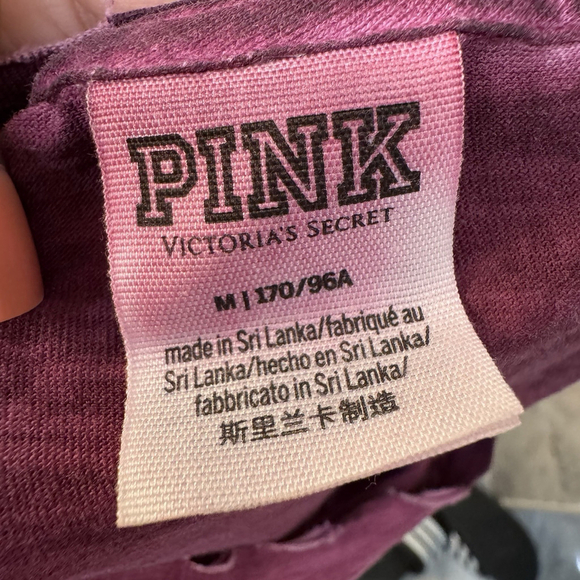 PINK
VICTORIA'S SECRET
M | 170/96A
made in Sri Lanka/fabriqué au
Sri Lanka/hecho en Sri Lanka/
fabbricato in Sri Lanka/
斯里兰卡制造